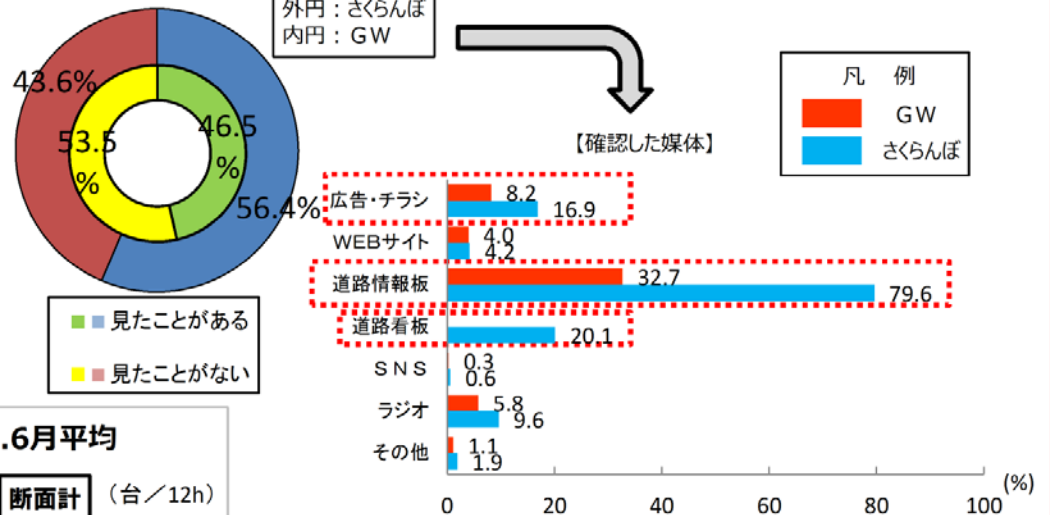 外円：さくらんぼ
内円：ＧＷ
43.6%
53.5
%
46.5
%
56.4%
見たことがある
見たことがない
.6月平均
断面計
（台／12h）
【確認した媒体】
凡　例
ＧＷ
さくらんぼ
広告・チラシ
8.2
16.9
WEBサイト
4.0
4.2
道路情報板
32.7
79.6
道路看板
20.1
ＳＮＳ
0.3
0.6
ラジオ
5.8
9.6
その他
1.1
1.9
0 20 40 60 80 100
(%)